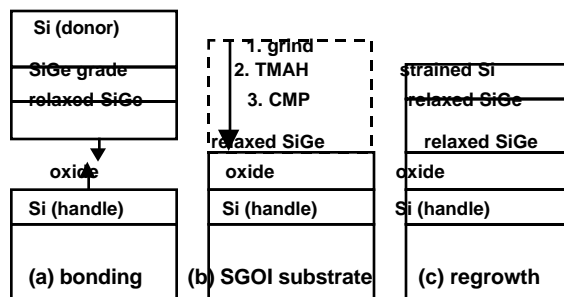 Si (donor)
SiGe grade
relaxed SiGe
oxide
Si (handle)
(a) bonding
1. grind
2. TMAH
3. CMP
relaxed SiGe
oxide
Si (handle)
(b) SGOI substrate
strained Si
relaxed SiGe
relaxed SiGe
oxide
Si (handle)
(c) regrowth